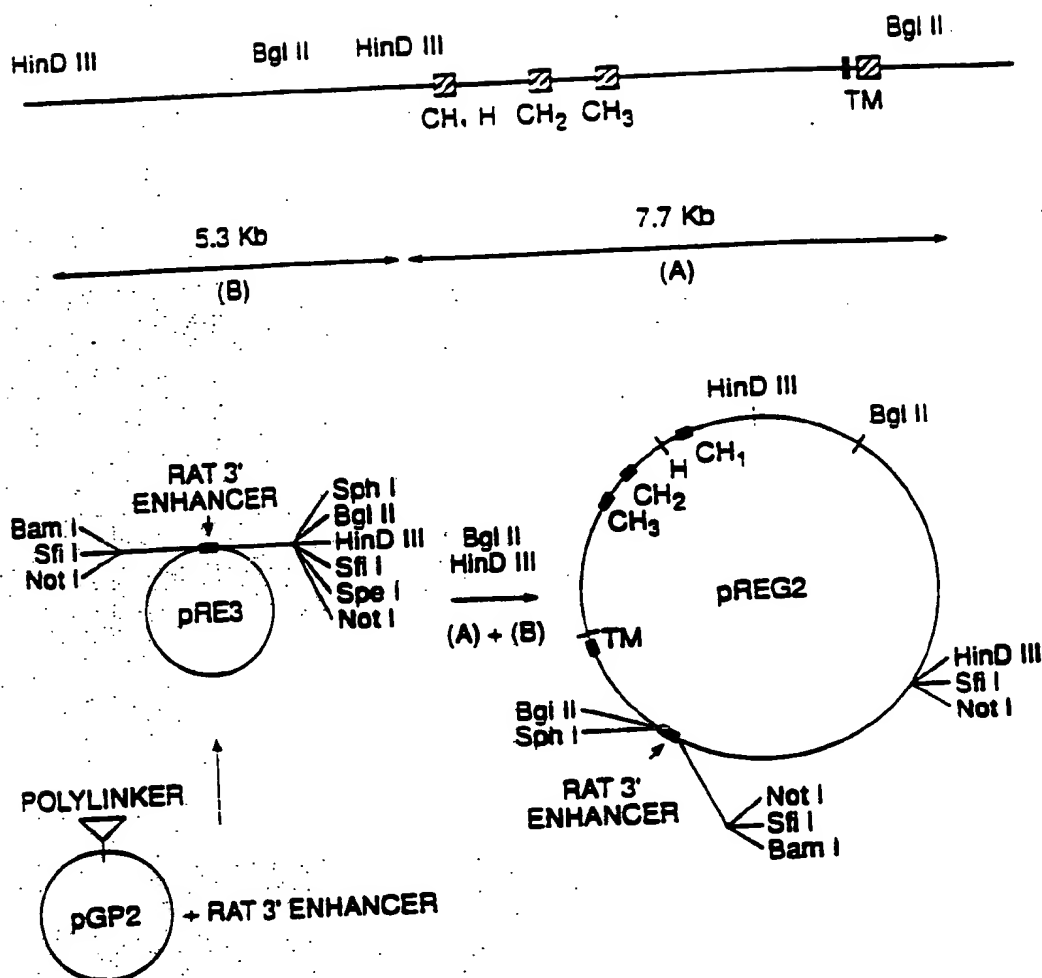 HinD III
Bgl II
HinD III
Bgl II
CH₁ H
CH₂
CH₃
TM
5.3 Kb
(B)
7.7 Kb
(A)
RAT 3'
ENHANCER
Bam I
Sfi I
Not I
Sph I
Bgl II
HinD III
Sfi I
Spe I
Not I
pRE3
Bgl II
HinD III
(A) + (B)
HinD III
Bgl II
CH₁
H
CH₂
CH₃
pREG2
TM
HinD III
Sfi I
Not I
Bgl II
Sph I
RAT 3'
ENHANCER
Not I
Sfi I
Bam I
POLYLINKER
pGP2
+ RAT 3' ENHANCER